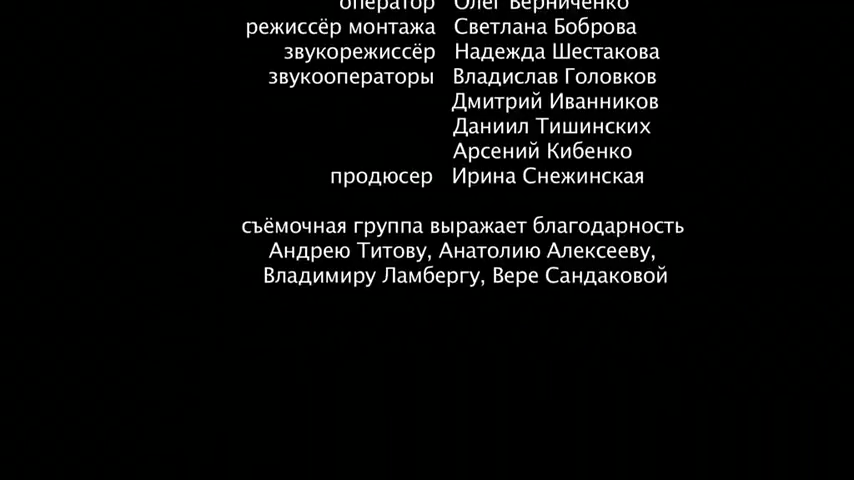 оператор Олег Верниченко
режиссёр монтажа Светлана Боброва
звукорежиссёр Надежда Шестакова
звукооператоры Владислав Головков
Дмитрий Иванников
Даниил Тишинских
Арсений Кибенко
продюсер Ирина Снежинская
съёмочная группа выражает благодарность
Андрею Титову, Анатолию Алексееву,
Владимиру Ламбергу, Вере Сандаковой